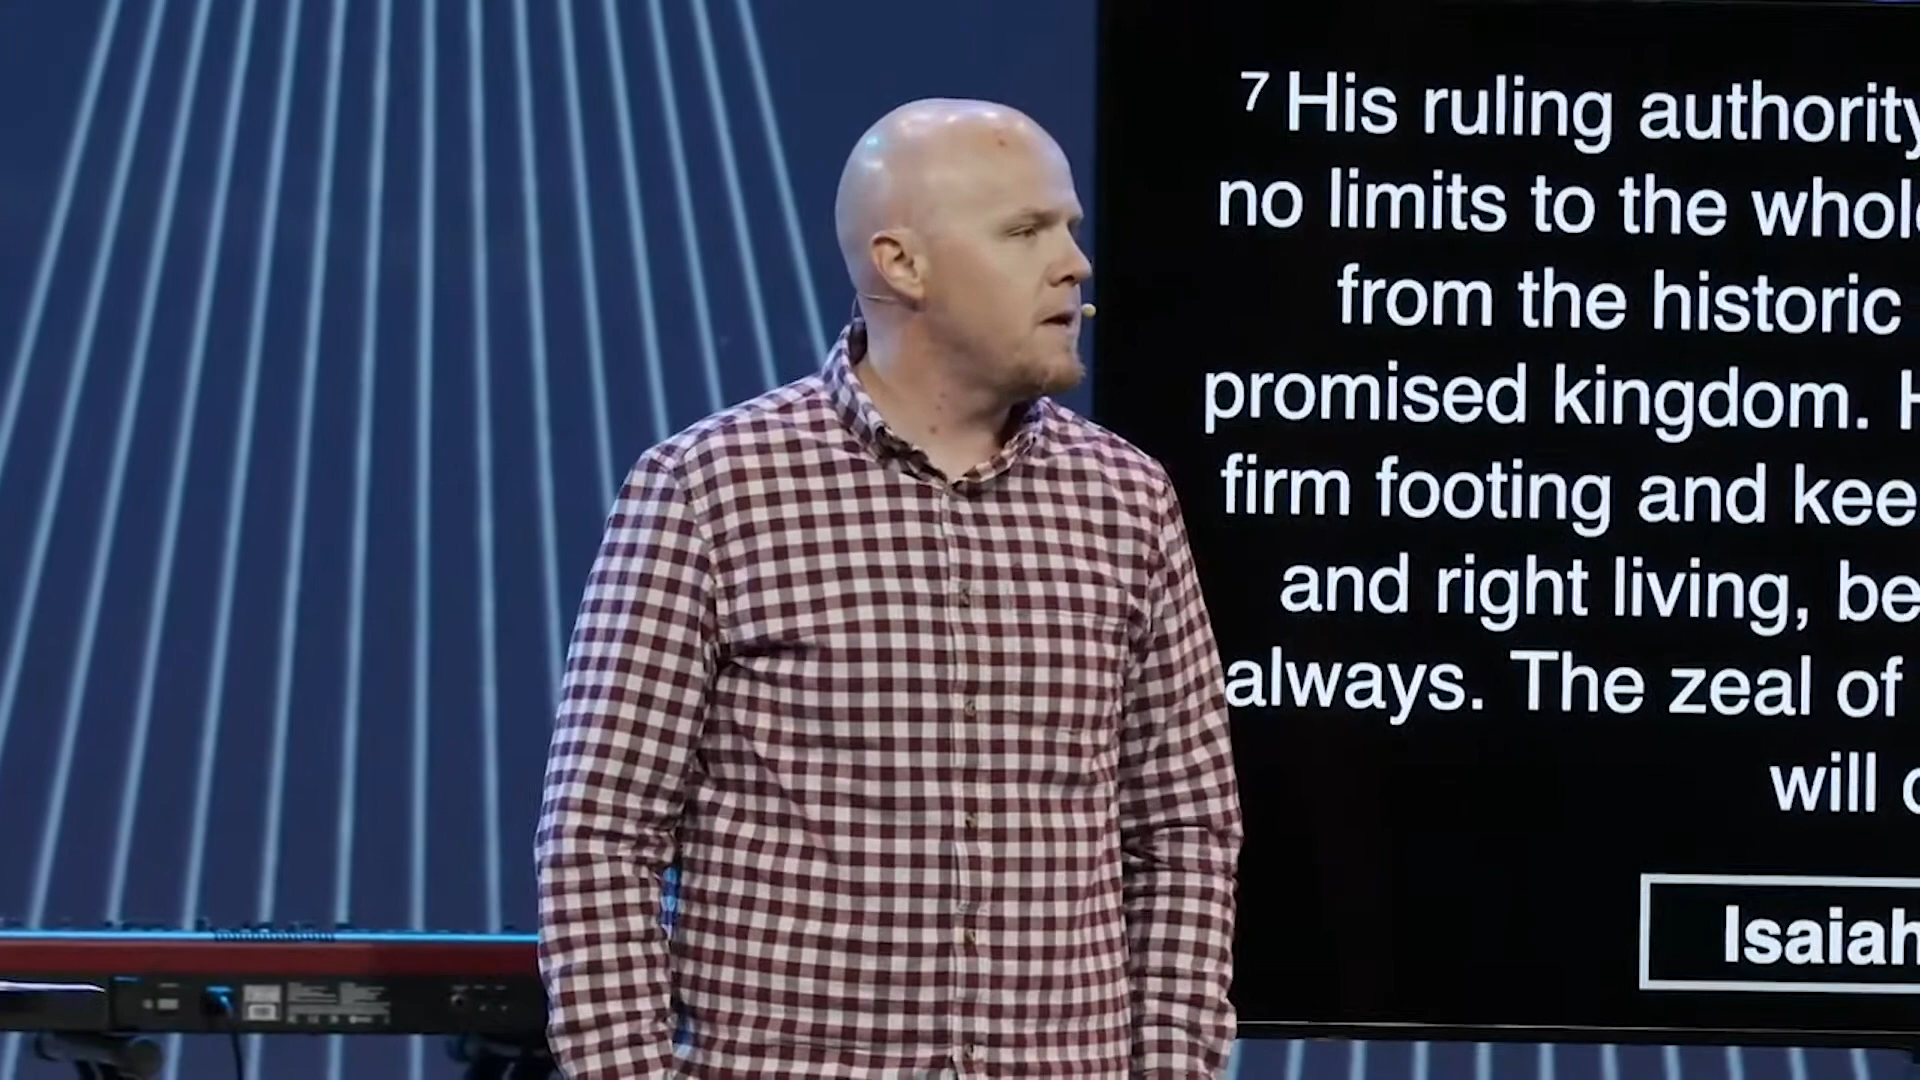 7 His ruling authority
no limits to the whole
from the historic
promised kingdom.
firm footing and kee
and right living, be
always. The zeal of
will
Isaiah